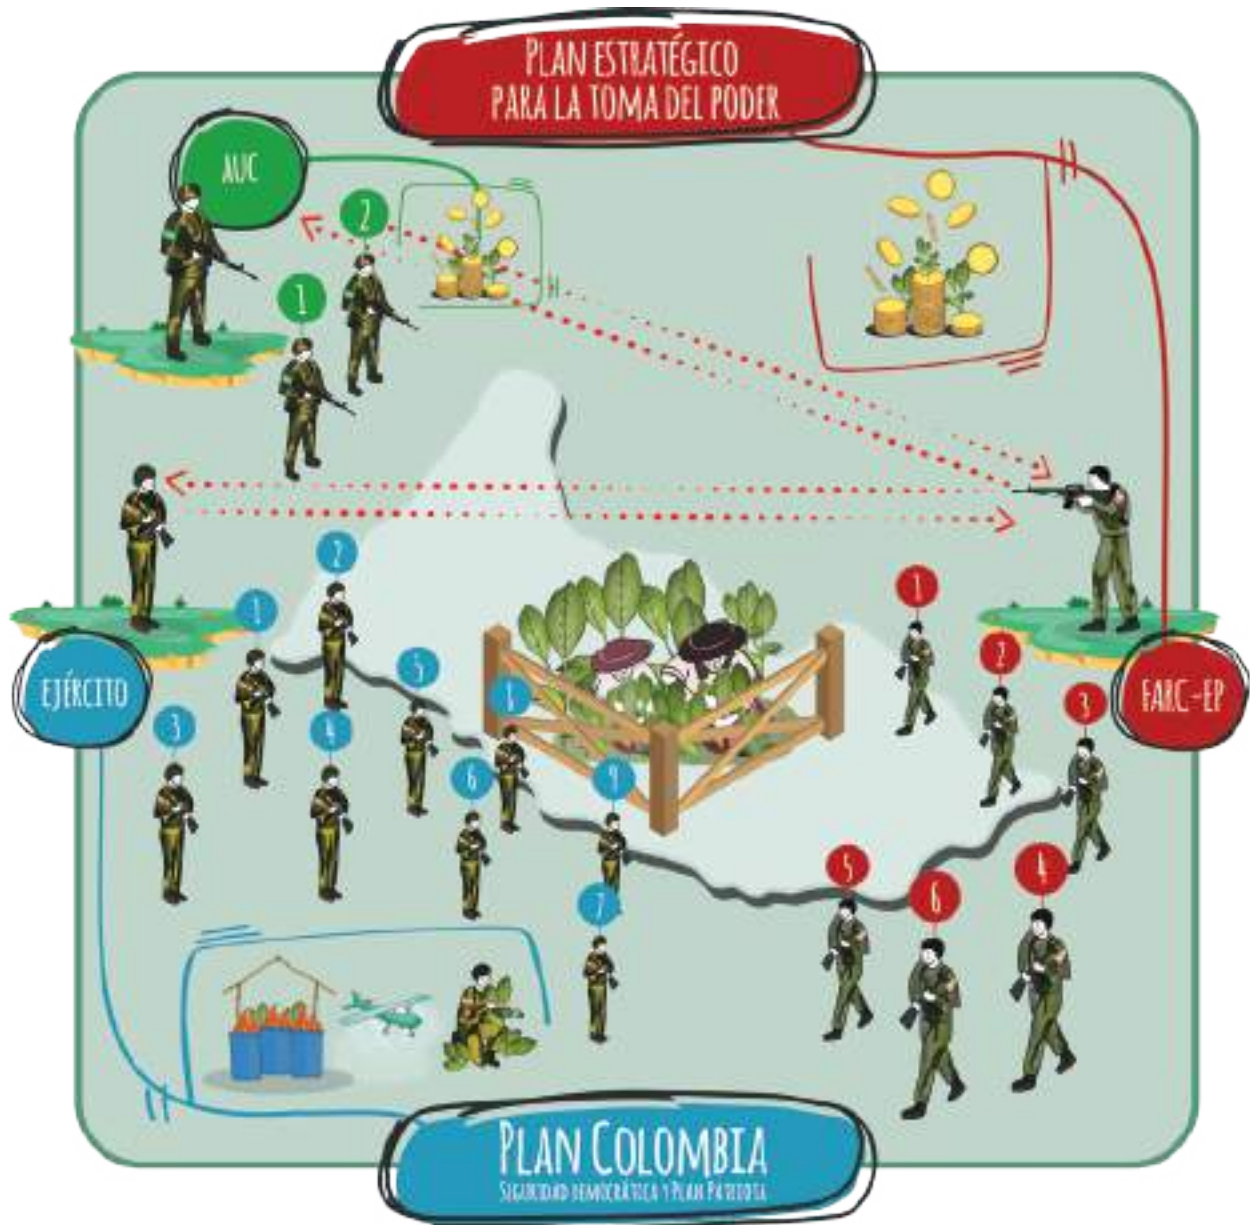 PLAN ESTRATÉGICO
PARA LA TOMA DEL PODER
AUC
2
1
EJÉRCITO
1
2
3
4
5
6
8
9
7
1
2
3
FARC-EP
5
6
4
PLAN COLOMBIA
SEGURIDAD DEMOCRÁTICA Y PLAN PATRIOTA